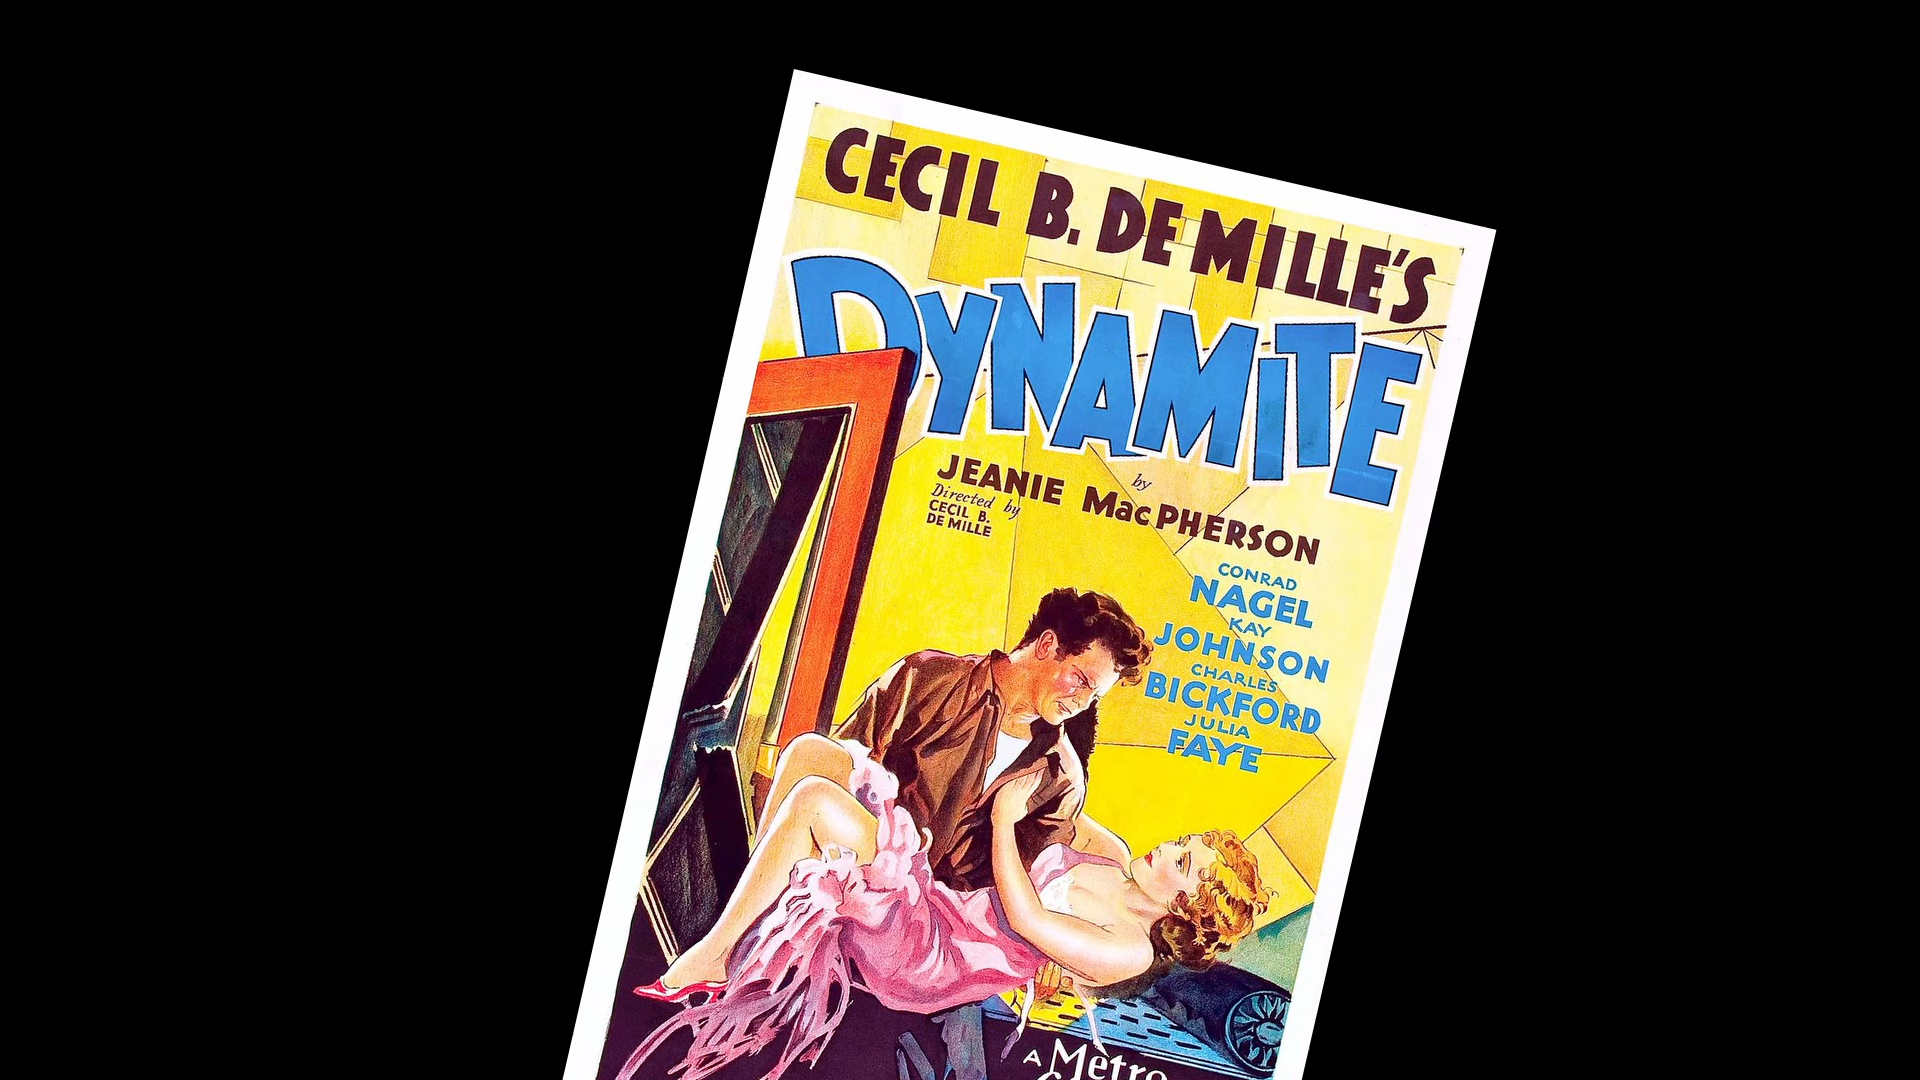 CECIL B. DE MILLE'S
DYNAMITE
by
JEANIE MacPHERSON
Directed by
CECIL B.
DE MILLE
CONRAD
NAGEL
KAY
JOHNSON
CHARLES
BICKFORD
JULIA
FAYE
A Metro